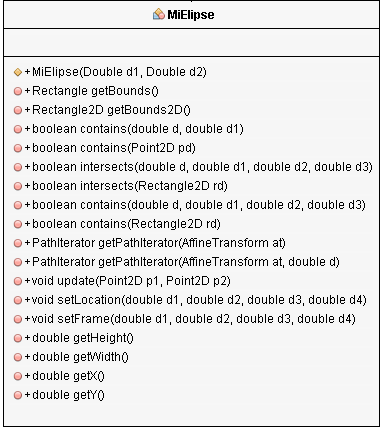 MiElipse
+MiElipse(Double d1, Double d2)
+Rectangle getBounds()
+Rectangle2D getBounds2D()
+boolean contains(double d, double d1)
+boolean contains(Point2D pd)
+boolean intersects(double d, double d1, double d2, double d3)
+boolean intersects(Rectangle2D rd)
+boolean contains(double d, double d1, double d2, double d3)
+boolean contains(Rectangle2D rd)
+PathIterator getPathIterator(AffineTransform at)
+PathIterator getPathIterator(AffineTransform at, double d)
+void update(Point2D p1, Point2D p2)
+void setLocation(double d1, double d2, double d3, double d4)
+void setFrame(double d1, double d2, double d3, double d4)
+double getHeight()
+double getWidth()
+double getX()
+double getY()